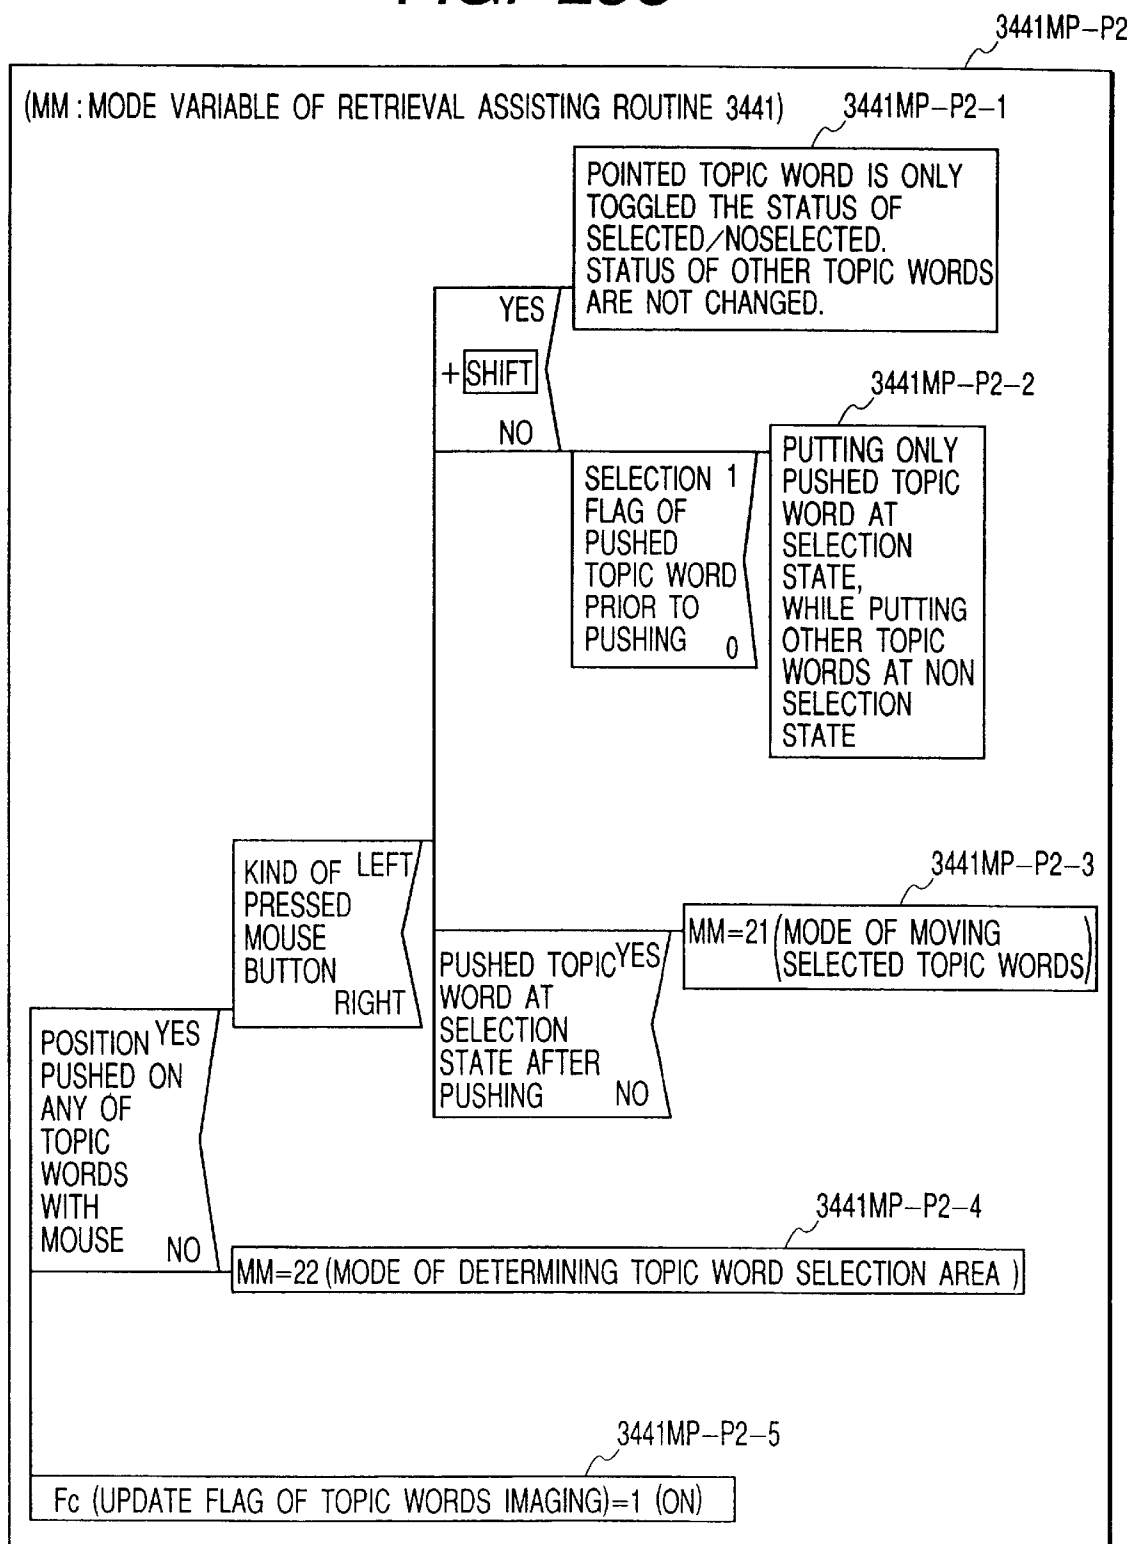 3441MP-P2
(MM : MODE VARIABLE OF RETRIEVAL ASSISTING ROUTINE 3441)
3441MP-P2-1
POINTED TOPIC WORD IS ONLY
TOGGLED THE STATUS OF
SELECTED/NOSELECTED.
STATUS OF OTHER TOPIC WORDS
ARE NOT CHANGED.
YES
+ SHIFT
NO
3441MP-P2-2
SELECTION 1
FLAG OF
PUSHED
TOPIC WORD
PRIOR TO
PUSHING 0
PUTTING ONLY
PUSHED TOPIC
WORD AT
SELECTION
STATE,
WHILE PUTTING
OTHER TOPIC
WORDS AT NON
SELECTION
STATE
KIND OF LEFT
PRESSED
MOUSE
BUTTON
RIGHT
3441MP-P2-3
PUSHED TOPIC YES
WORD AT
SELECTION
STATE AFTER
PUSHING NO
MM=21 (MODE OF MOVING
SELECTED TOPIC WORDS)
POSITION YES
PUSHED ON
ANY OF
TOPIC
WORDS
WITH
MOUSE NO
3441MP-P2-4
MM=22 (MODE OF DETERMINING TOPIC WORD SELECTION AREA )
3441MP-P2-5
Fc (UPDATE FLAG OF TOPIC WORDS IMAGING)=1 (ON)